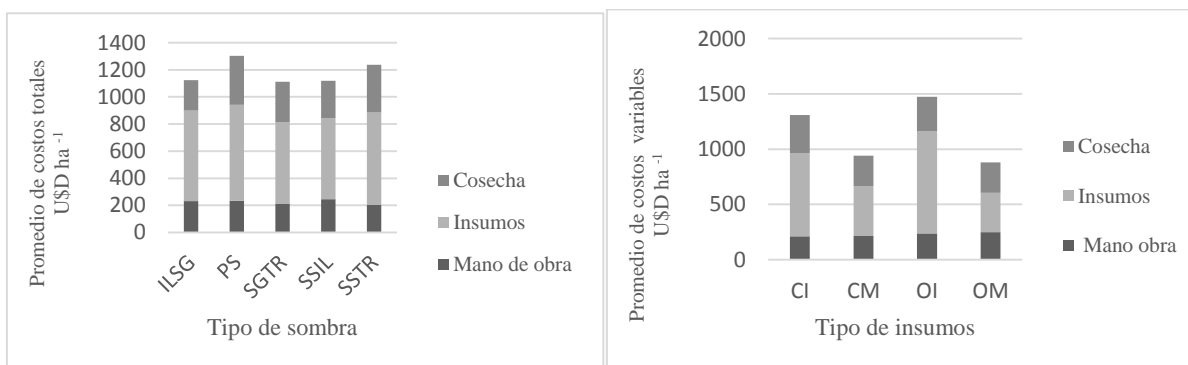 Promedio de costos totales
U$D ha -1
1400
1200
1000
800
600
400
200
0
ILSG
PS
SGTR
SSIL
SSTR
Tipo de sombra
Cosecha
Insumos
Mano de obra
Promedio de costos variables
U$D ha -1
2000
1500
1000
500
0
CI
CM
OI
OM
Tipo de insumos
Cosecha
Insumos
Mano obra